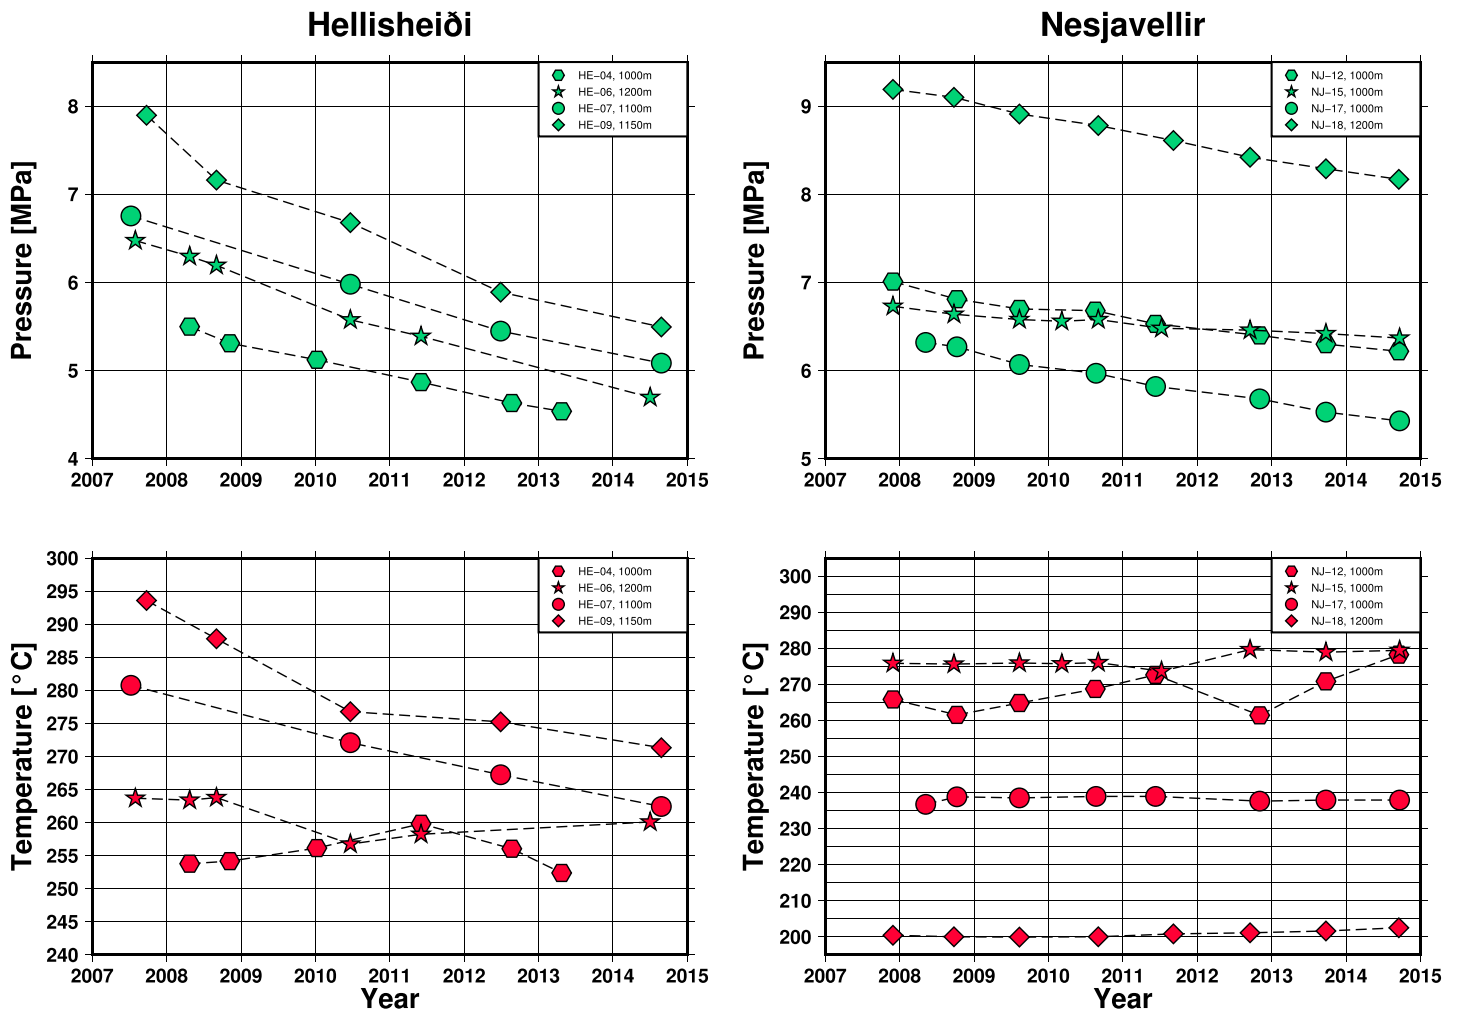 Hellisheiði
Nesjavellir
Pressure [MPa]
8
7
6
5
4
HE−04, 1000m
HE−06, 1200m
HE−07, 1100m
HE−09, 1150m
2007 2008 2009 2010 2011 2012 2013 2014 2015
Pressure [MPa]
9
8
7
6
5
NJ−12, 1000m
NJ−15, 1000m
NJ−17, 1000m
NJ−18, 1200m
2007 2008 2009 2010 2011 2012 2013 2014 2015
Temperature [°C]
300
295
290
285
280
275
270
265
260
255
250
245
240
HE−04, 1000m
HE−06, 1200m
HE−07, 1100m
HE−09, 1150m
2007 2008 2009 2010 2011 2012 2013 2014 2015
Year
Temperature [°C]
300
290
280
270
260
250
240
230
220
210
200
NJ−12, 1000m
NJ−15, 1000m
NJ−17, 1000m
NJ−18, 1200m
2007 2008 2009 2010 2011 2012 2013 2014 2015
Year